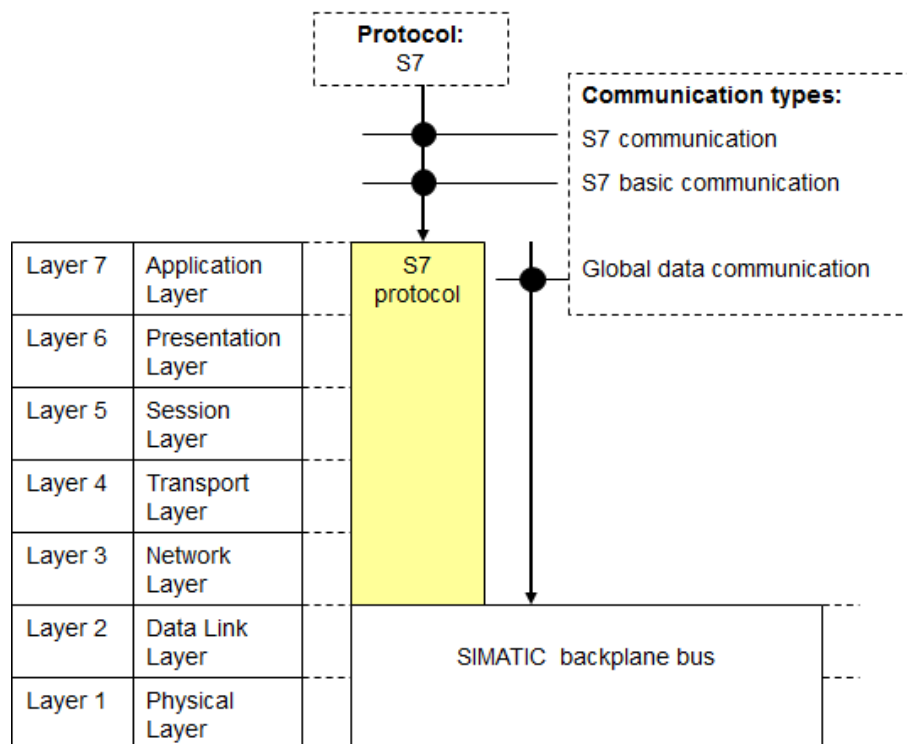 Protocol:
S7
Communication types:
S7 communication
S7 basic communication
Global data communication
Layer 7
Application
Layer
S7
protocol
Layer 6
Presentation
Layer
Layer 5
Session
Layer
Layer 4
Transport
Layer
Layer 3
Network
Layer
Layer 2
Data Link
Layer
SIMATIC backplane bus
Layer 1
Physical
Layer